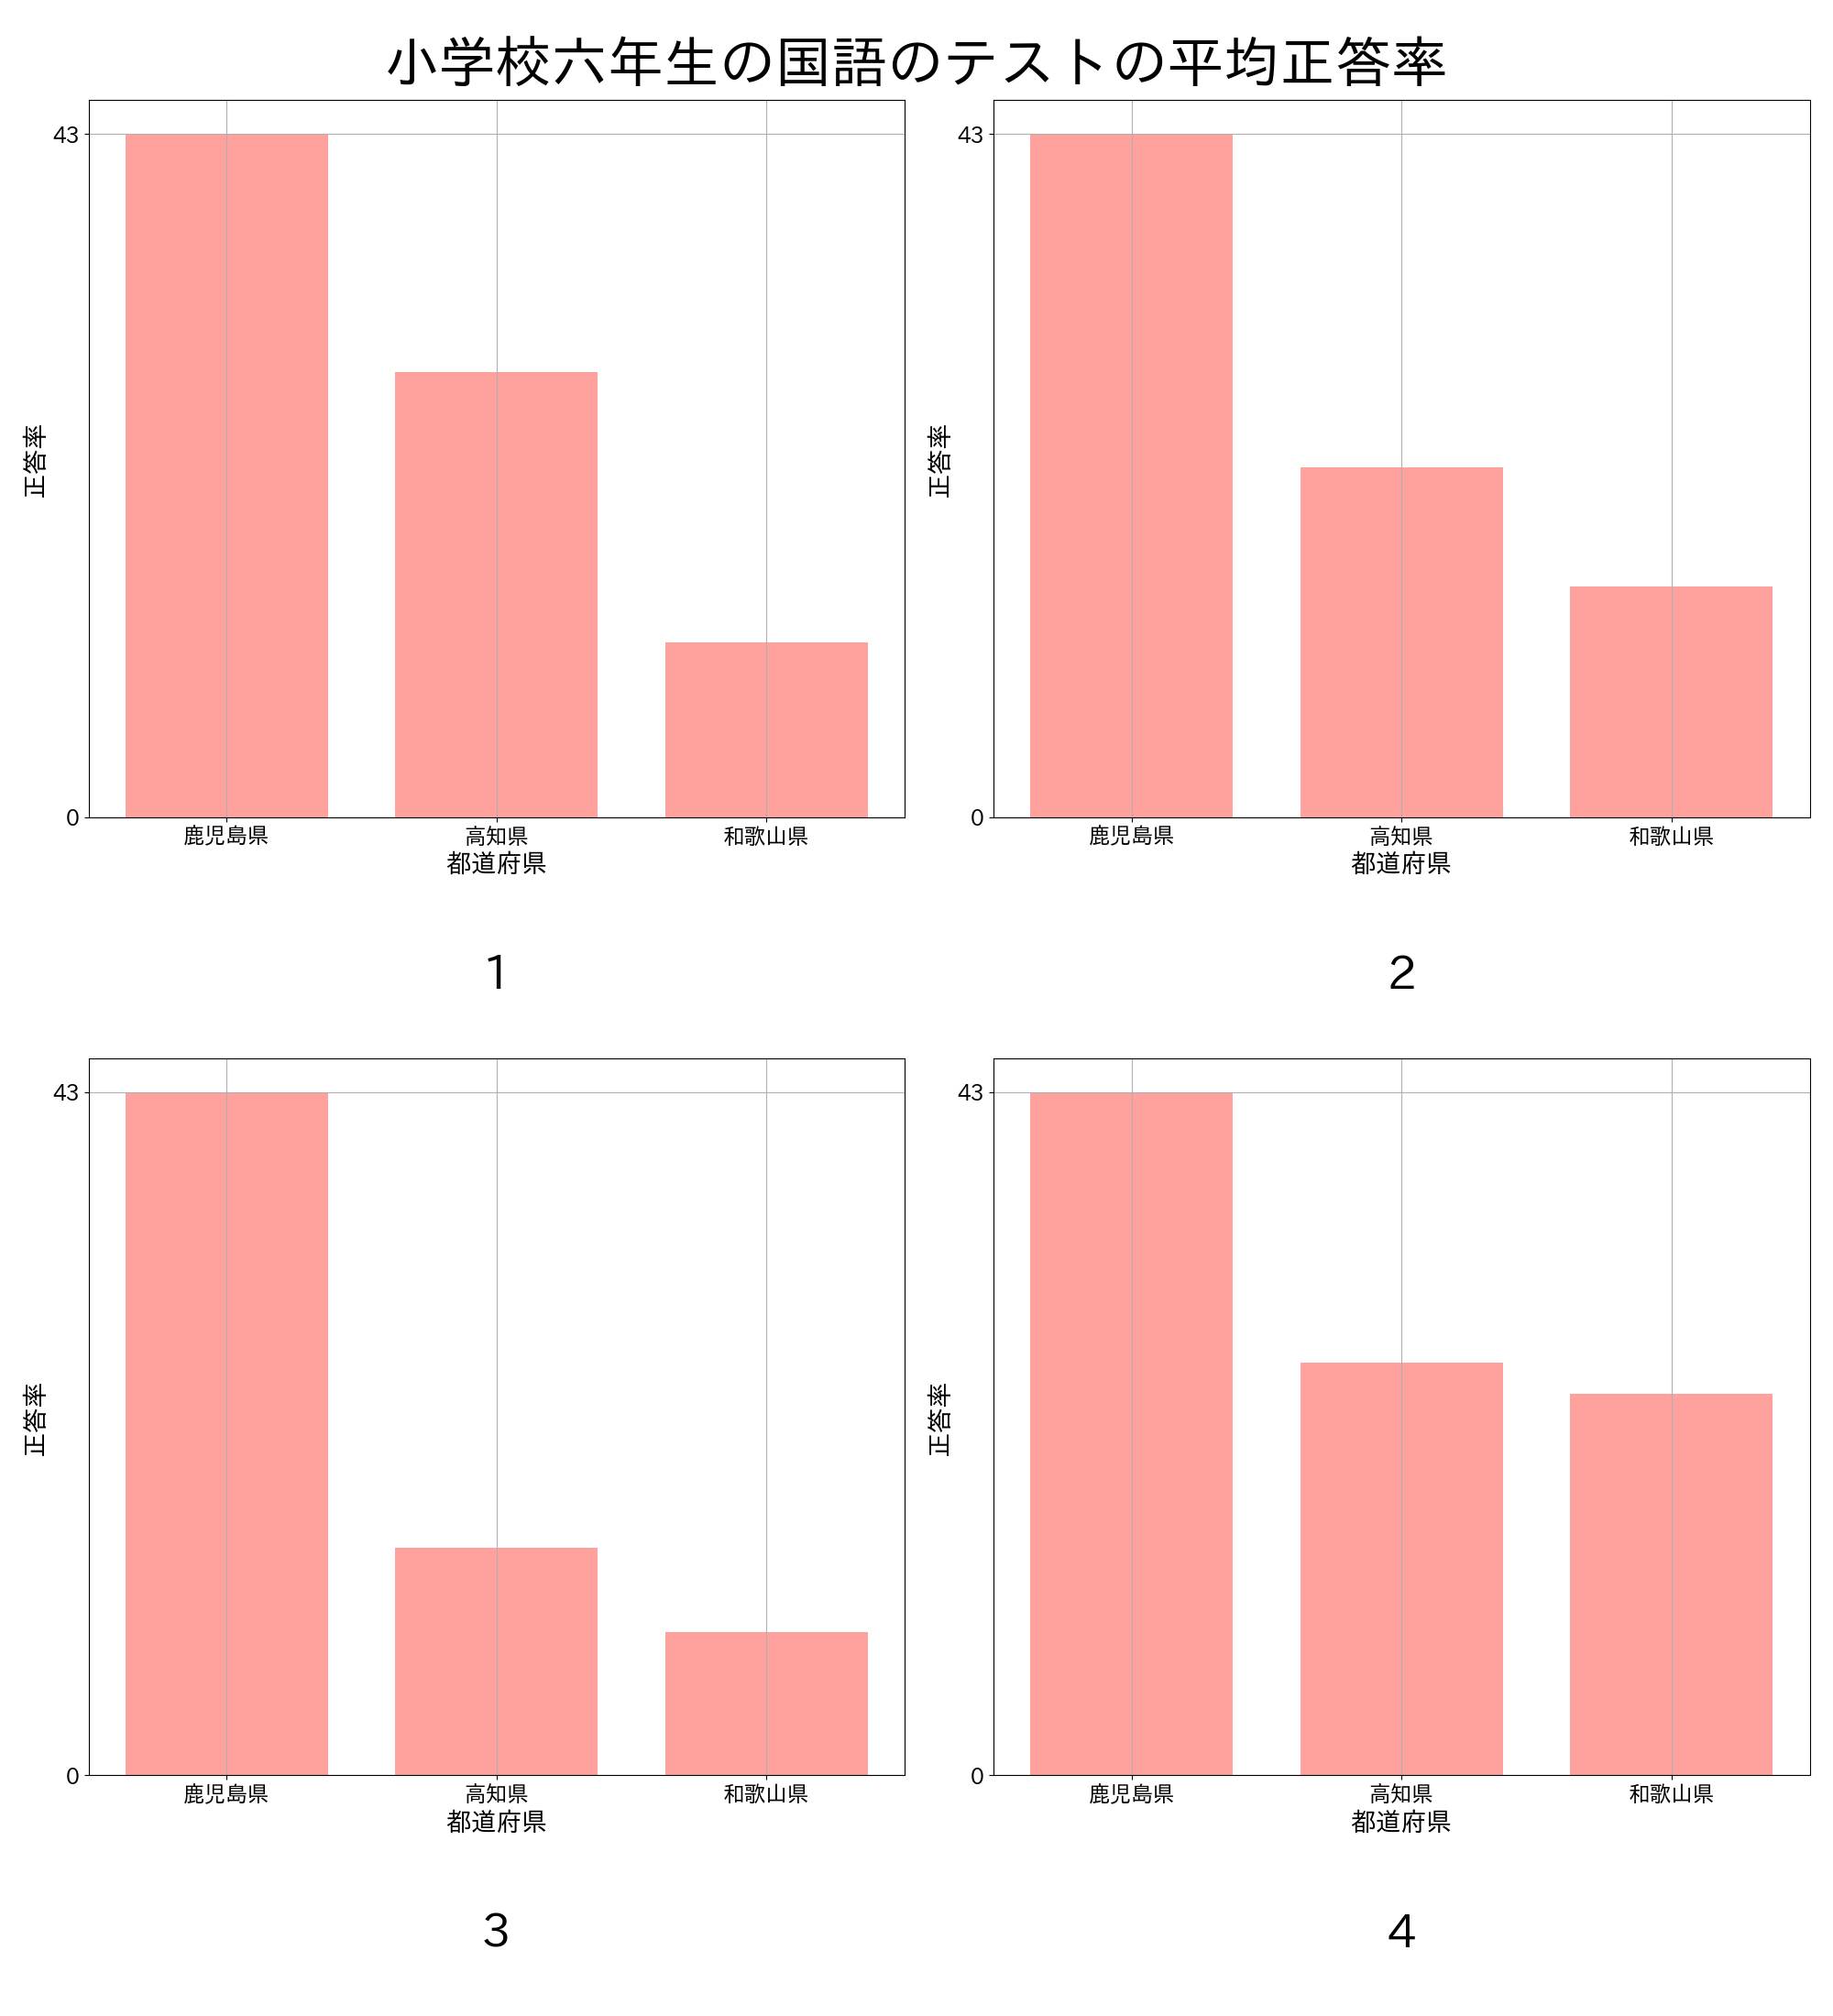 小学校六年生の国語のテストの平均正答率
43
正答率
0
鹿児島県 高知県 和歌山県
都道府県
1
43
正答率
0
鹿児島県 高知県 和歌山県
都道府県
2
43
正答率
0
鹿児島県 高知県 和歌山県
都道府県
3
43
正答率
0
鹿児島県 高知県 和歌山県
都道府県
4